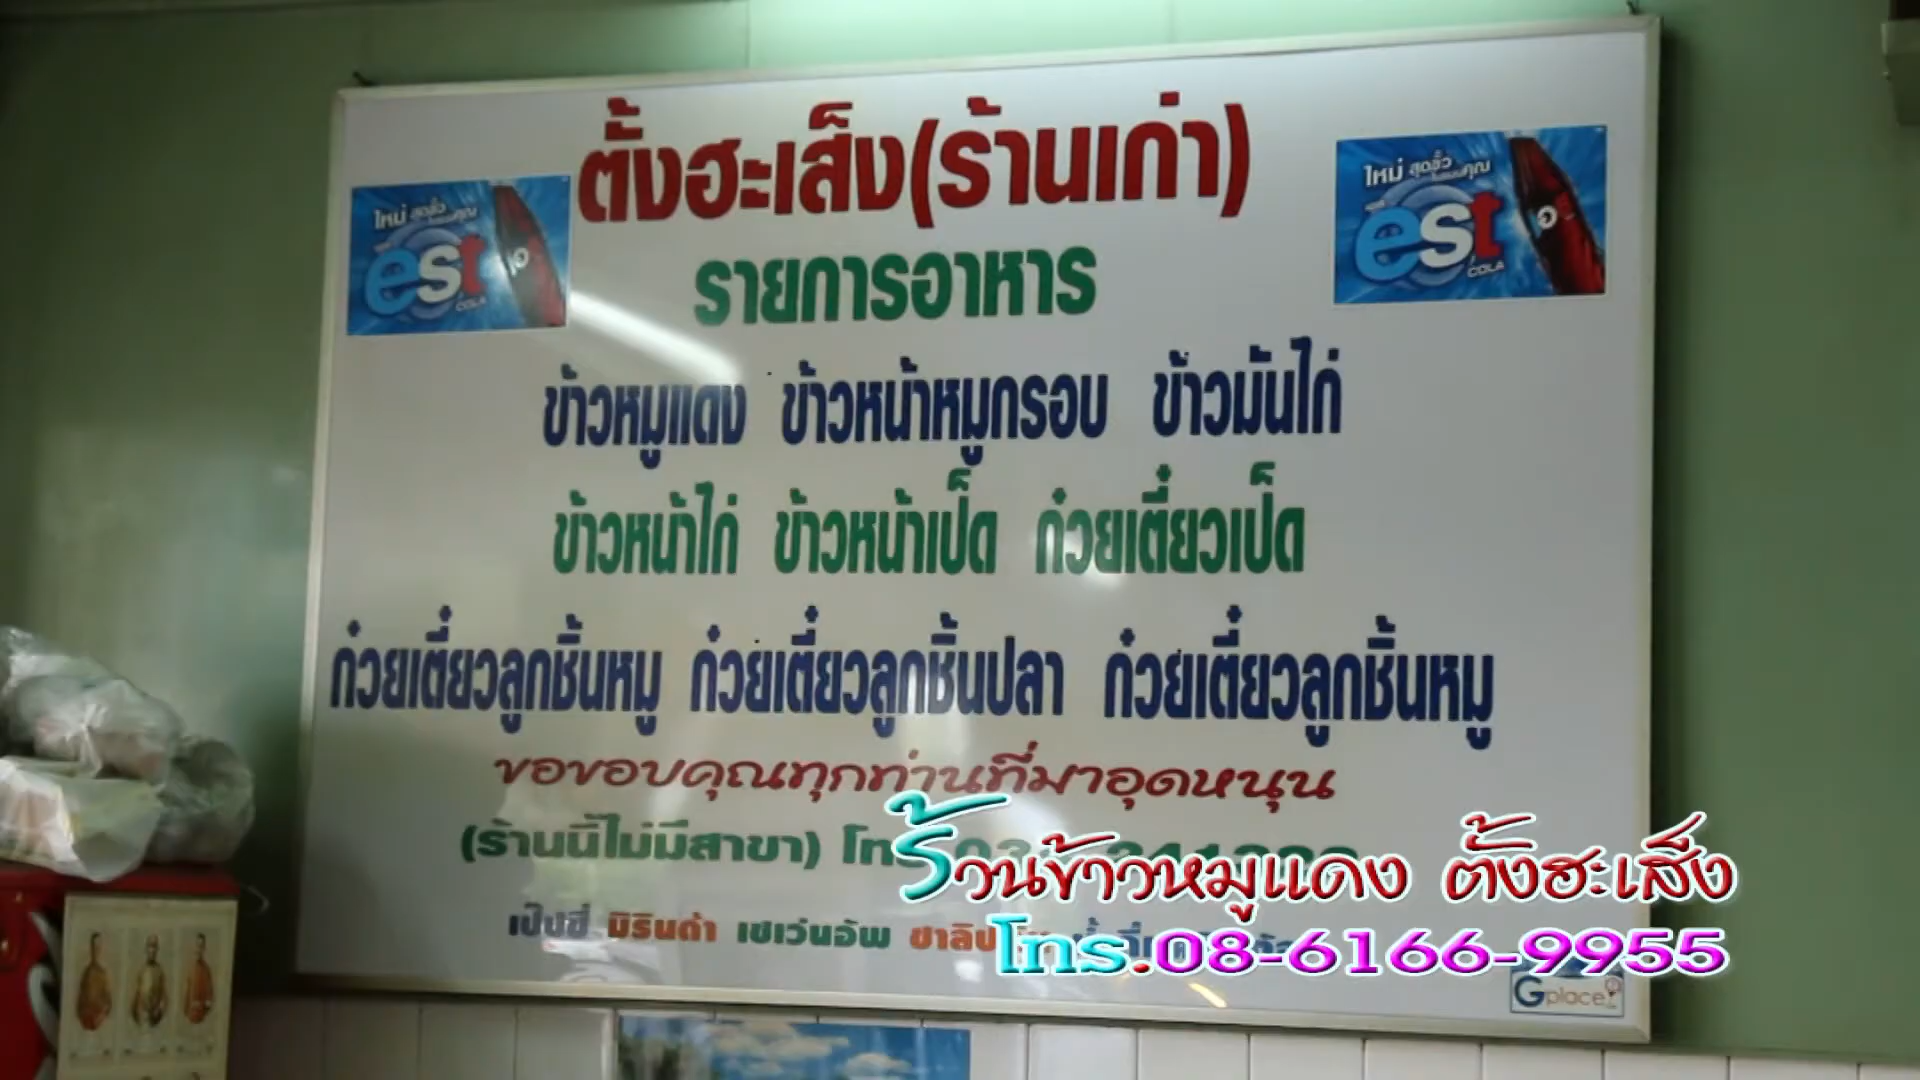 ตั้งฮะเส็ง(ร้านเก่า)
ใหม่ สุดขั้ว
est
COLA
ใหม่ สุดขั้ว
est
COLA
รายการอาหาร
ข้าวหมูแดง ข้าวหน้าหมูกรอบ ข้าวมันไก่
ข้าวหน้าไก่ ข้าวหน้าเป็ด ก๋วยเตี๋ยวเป็ด
ก๋วยเตี๋ยวลูกชิ้นหมู ก๋วยเตี๋ยวลูกชิ้นปลา ก๋วยเตี๋ยวลูกชิ้นหมู
ขอขอบคุณทุกท่านที่มาอุดหนุน
(ร้านนี้ไม่มีสาขา)
ร้านข้าวหมูแดง ตั้งฮะเส็ง
เป๊ปซี่ มิรินด้า เซเว่นอัพ
โทร.08-6166-9955
Gplace